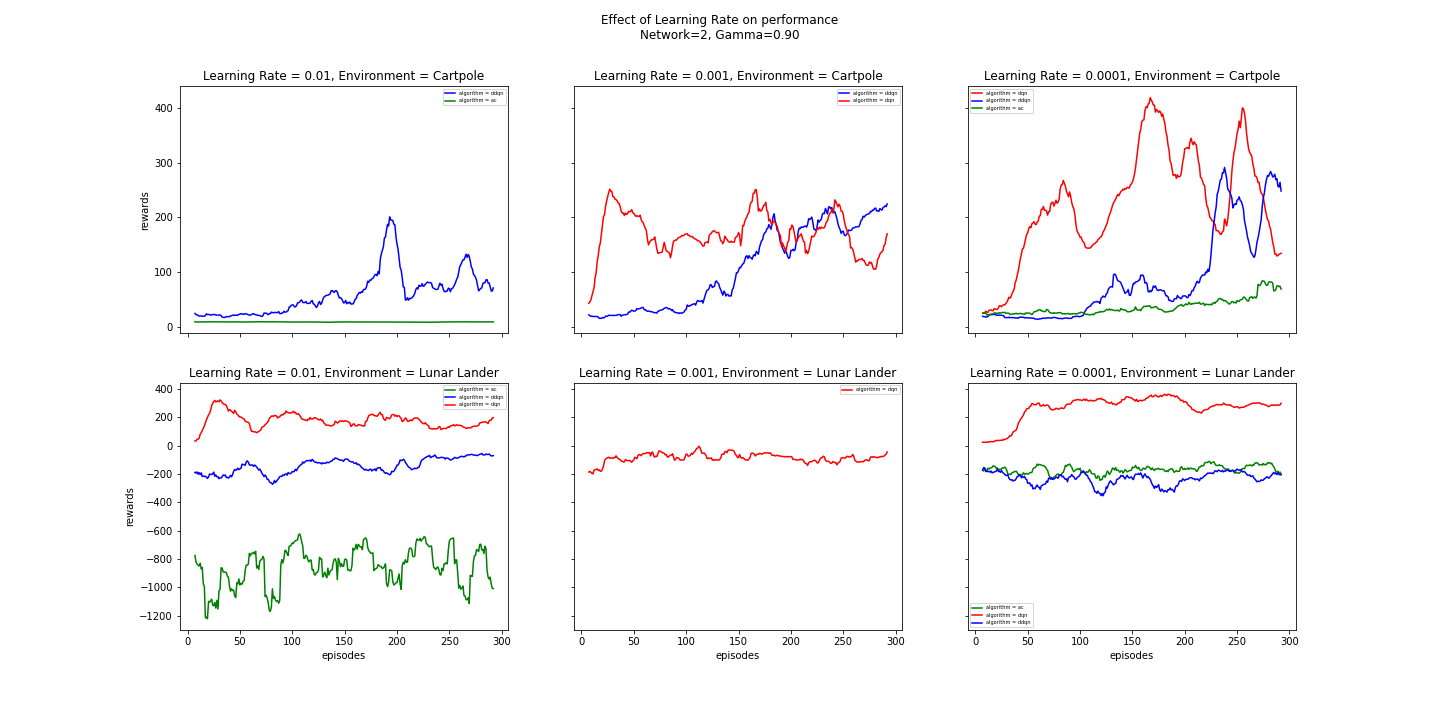 Effect of Learning Rate on performance
Network=2, Gamma=0.90
Learning Rate = 0.01, Environment = Cartpole
algorithm = ddqn
algorithm = ac
400
300
200
100
0
rewards
Learning Rate = 0.001, Environment = Cartpole
algorithm = ddqn
algorithm = dqn
Learning Rate = 0.0001, Environment = Cartpole
algorithm = dqn
algorithm = ddqn
algorithm = ac
Learning Rate = 0.01, Environment = Lunar Lander
algorithm = ac
algorithm = ddqn
algorithm = dqn
400
200
0
−200
−400
−600
−800
−1000
−1200
rewards
0 50 100 150 200 250 300
episodes
Learning Rate = 0.001, Environment = Lunar Lander
algorithm = dqn
0 50 100 150 200 250 300
episodes
Learning Rate = 0.0001, Environment = Lunar Lander
algorithm = ac
algorithm = dqn
algorithm = ddqn
0 50 100 150 200 250 300
episodes